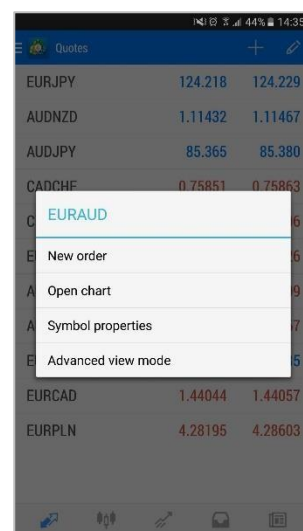 44% 14:35
Quotes
EURJPY 124.218 124.229
AUDNZD 1.11432 1.11467
AUDJPY 85.365 85.380
CADCHF 0.75851 0.75863
EURAUD
New order
Open chart
Symbol properties
Advanced view mode
EURCAD 1.44044 1.44057
EURPLN 4.28195 4.28603